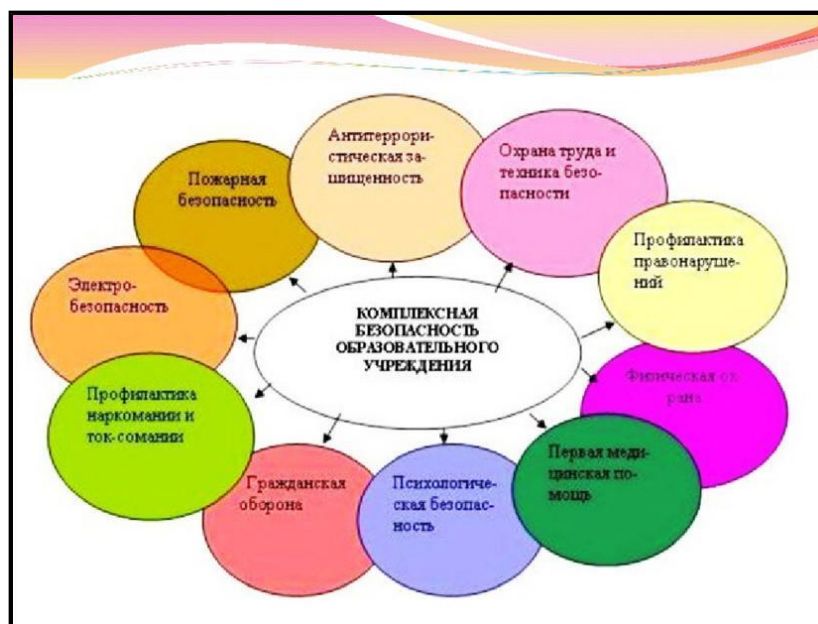 Антитеррори-
стическая за-
щищенность
Охрана труда и
техника безо-
пасности
Пожарная
безопасность
Профилактика
правонаруше-
ний
Электро-
безопасность
КОМПЛЕКСНАЯ
БЕЗОПАСНОСТЬ
ОБРАЗОВАТЕЛЬНОГО
УЧРЕЖДЕНИЯ
Физическая ох-
рана
Профилактика
наркомании и
ток-сомании
Первая меди-
цинская по-
мощь
Гражданская
оборона
Психологиче-
ская безопас-
ность